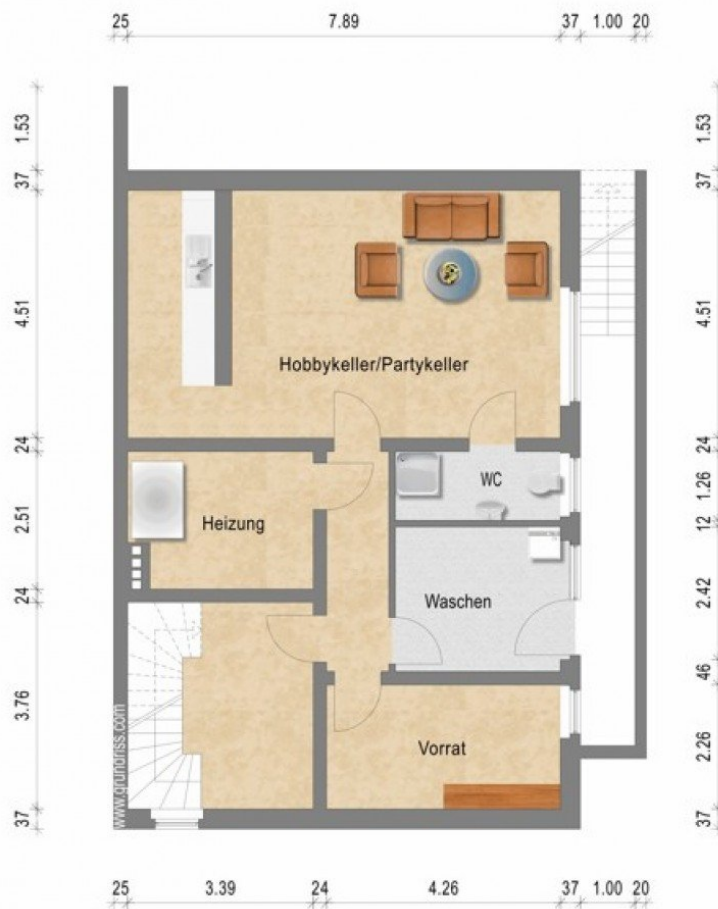 25 7.89 37 1.00 20
1.53
37
4.51
24
2.51
24
3.76
37
Hobbykeller/Partykeller
WC
Heizung
Waschen
Vorrat
www.grundriss.com
1.53
37
4.51
24
1.26
12
2.42
46
2.26
37
25 3.39 24 4.26 37 1.00 20